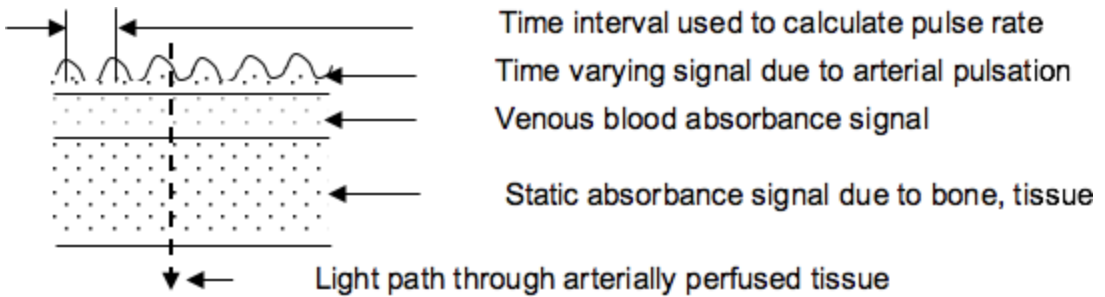 Time interval used to calculate pulse rate
Time varying signal due to arterial pulsation
Venous blood absorbance signal
Static absorbance signal due to bone, tissue
Light path through arterially perfused tissue